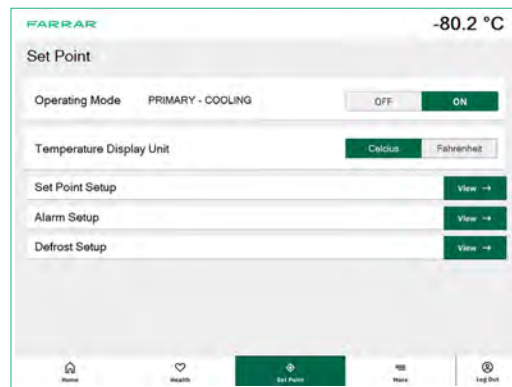 FARRAR -80.2 °C
Set Point
Operating Mode PRIMARY - COOLING OFF ON
Temperature Display Unit Celcius Fahrenheit
Set Point Setup View →
Alarm Setup View →
Defrost Setup View →
Home Health Set Point More Log Out